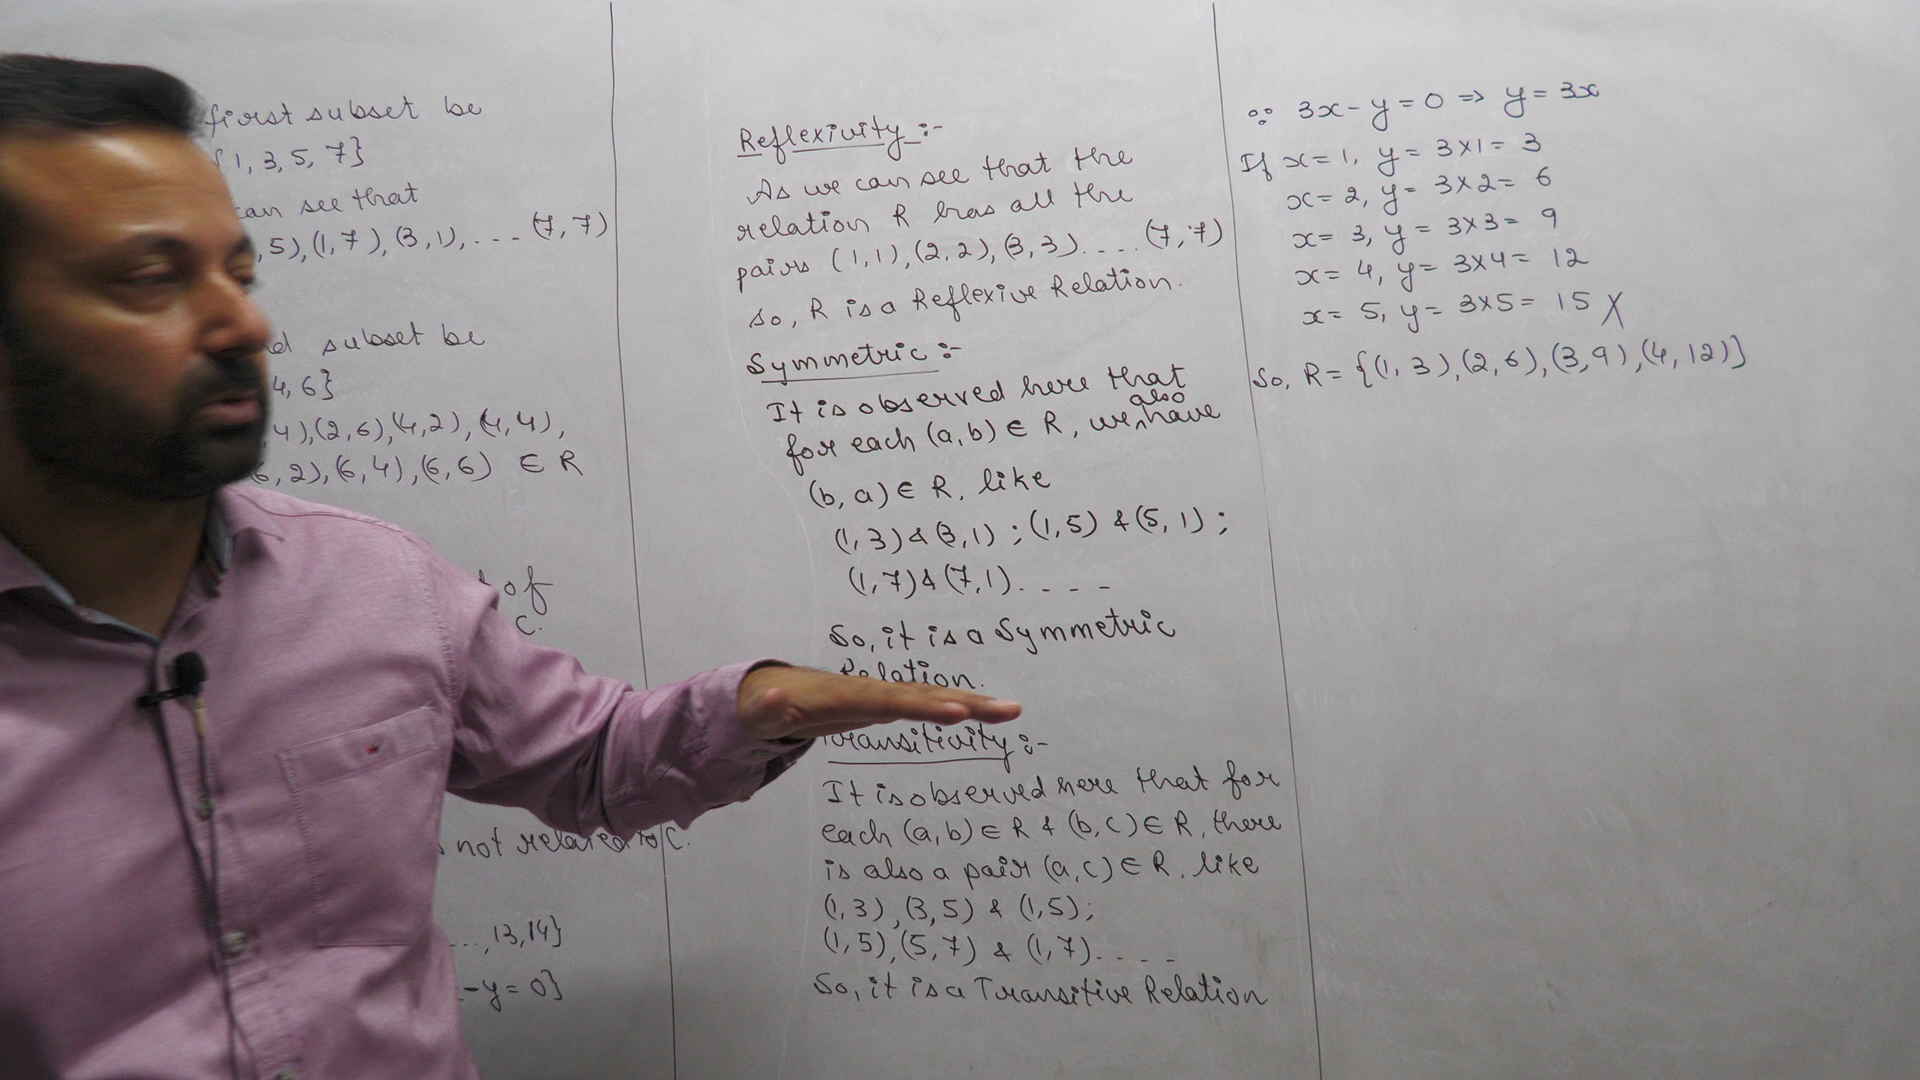 first subset be
{1, 3, 5, 7}
can see that
, 5), (1, 7), (3, 1), ... (7, 7)
subset be
4, 6}
4), (2, 6), (4, 2), (4, 4),
6, 2), (6, 4), (6, 6) ∈ R
of
C.
not related to C.
..., 13, 14}
-y = 0}
Reflexivity :-
As we can see that the
relation R has all the
pairs (1, 1), (2, 2), (3, 3) .... (7, 7)
So, R is a Reflexive Relation.
Symmetric :-
It is observed here that
for each (a, b) ∈ R, we also have
(b, a) ∈ R, like
(1, 3) & (3, 1) ; (1, 5) & (5, 1) ;
(1, 7) & (7, 1). - - -
So, it is a Symmetric
Relation.
Transitivity :-
It is observed here that for
each (a, b) ∈ R & (b, c) ∈ R, there
is also a pair (a, c) ∈ R, like
(1, 3), (3, 5) & (1, 5);
(1, 5), (5, 7) & (1, 7). - - - -
So, it is a Transitive Relation
∵ 3x - y = 0 ⇒ y = 3x
If x = 1, y = 3×1 = 3
x = 2, y = 3×2 = 6
x = 3, y = 3×3 = 9
x = 4, y = 3×4 = 12
x = 5, y = 3×5 = 15 X
So, R = {(1, 3), (2, 6), (3, 9), (4, 12)}